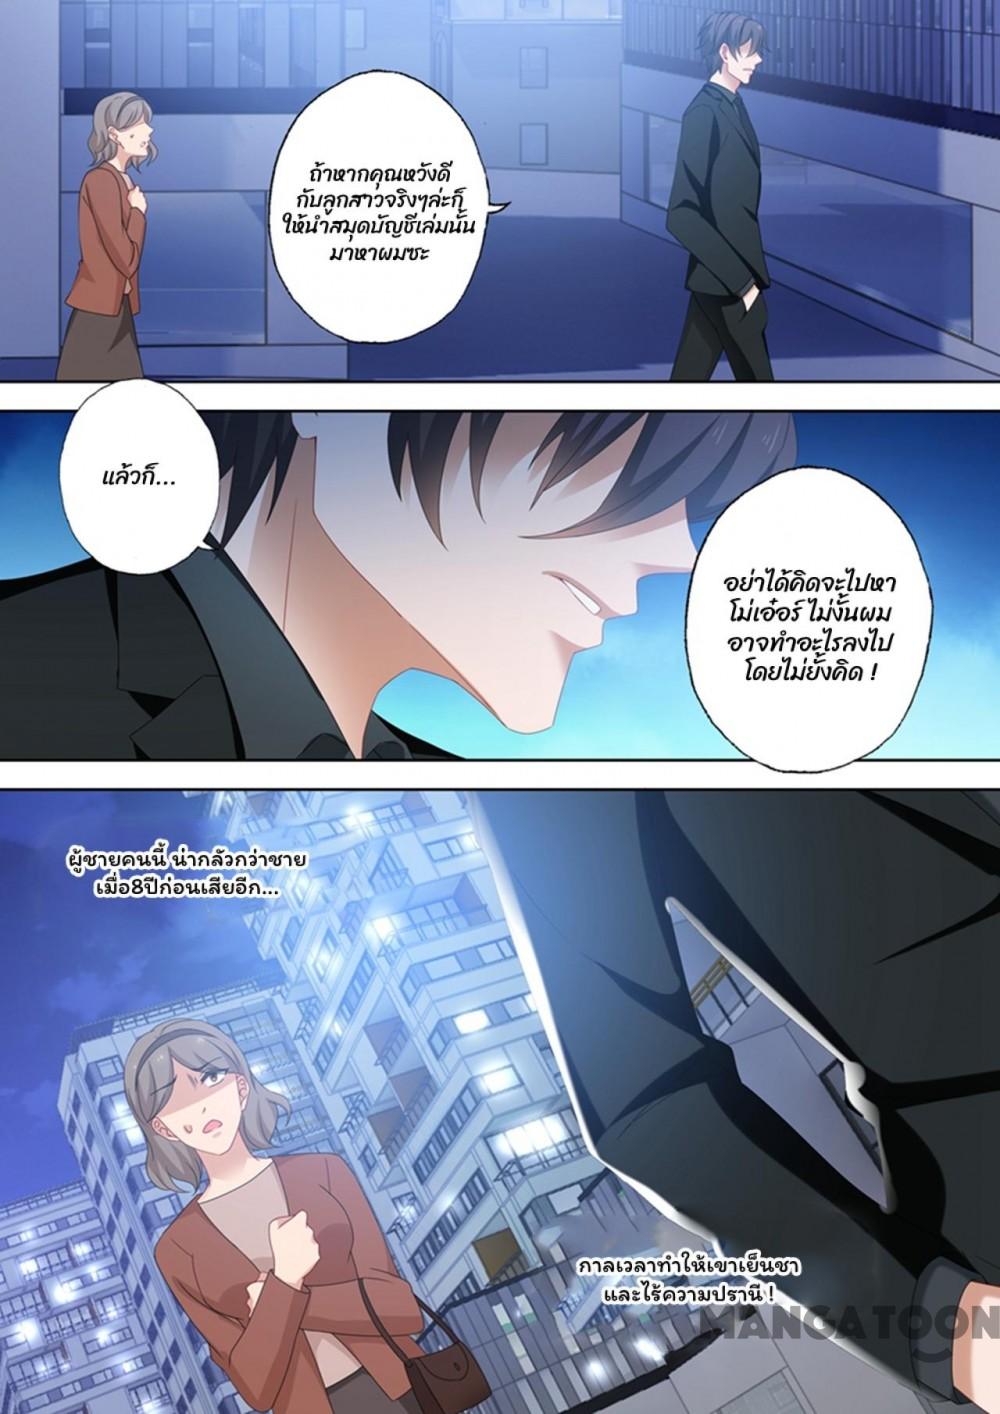 ถ้าหากคุณหวังดี
กับลูกสาวจริงๆล่ะก็
ให้นำสมุดบัญชีเล่มนั้น
มาหาผมซะ
แล้วก็...
อย่าได้คิดจะไปหา
โม่เอ๋อร์ ไม่งั้นผม
อาจทำอะไรลงไป
โดยไม่ยั้งคิด !
ผู้ชายคนนี้ น่ากลัวกว่าชาย
เมื่อ8ปีก่อนเสียอีก...
กาลเวลาทำให้เขาเย็นชา
และไร้ความปรานี !
MANGATOON